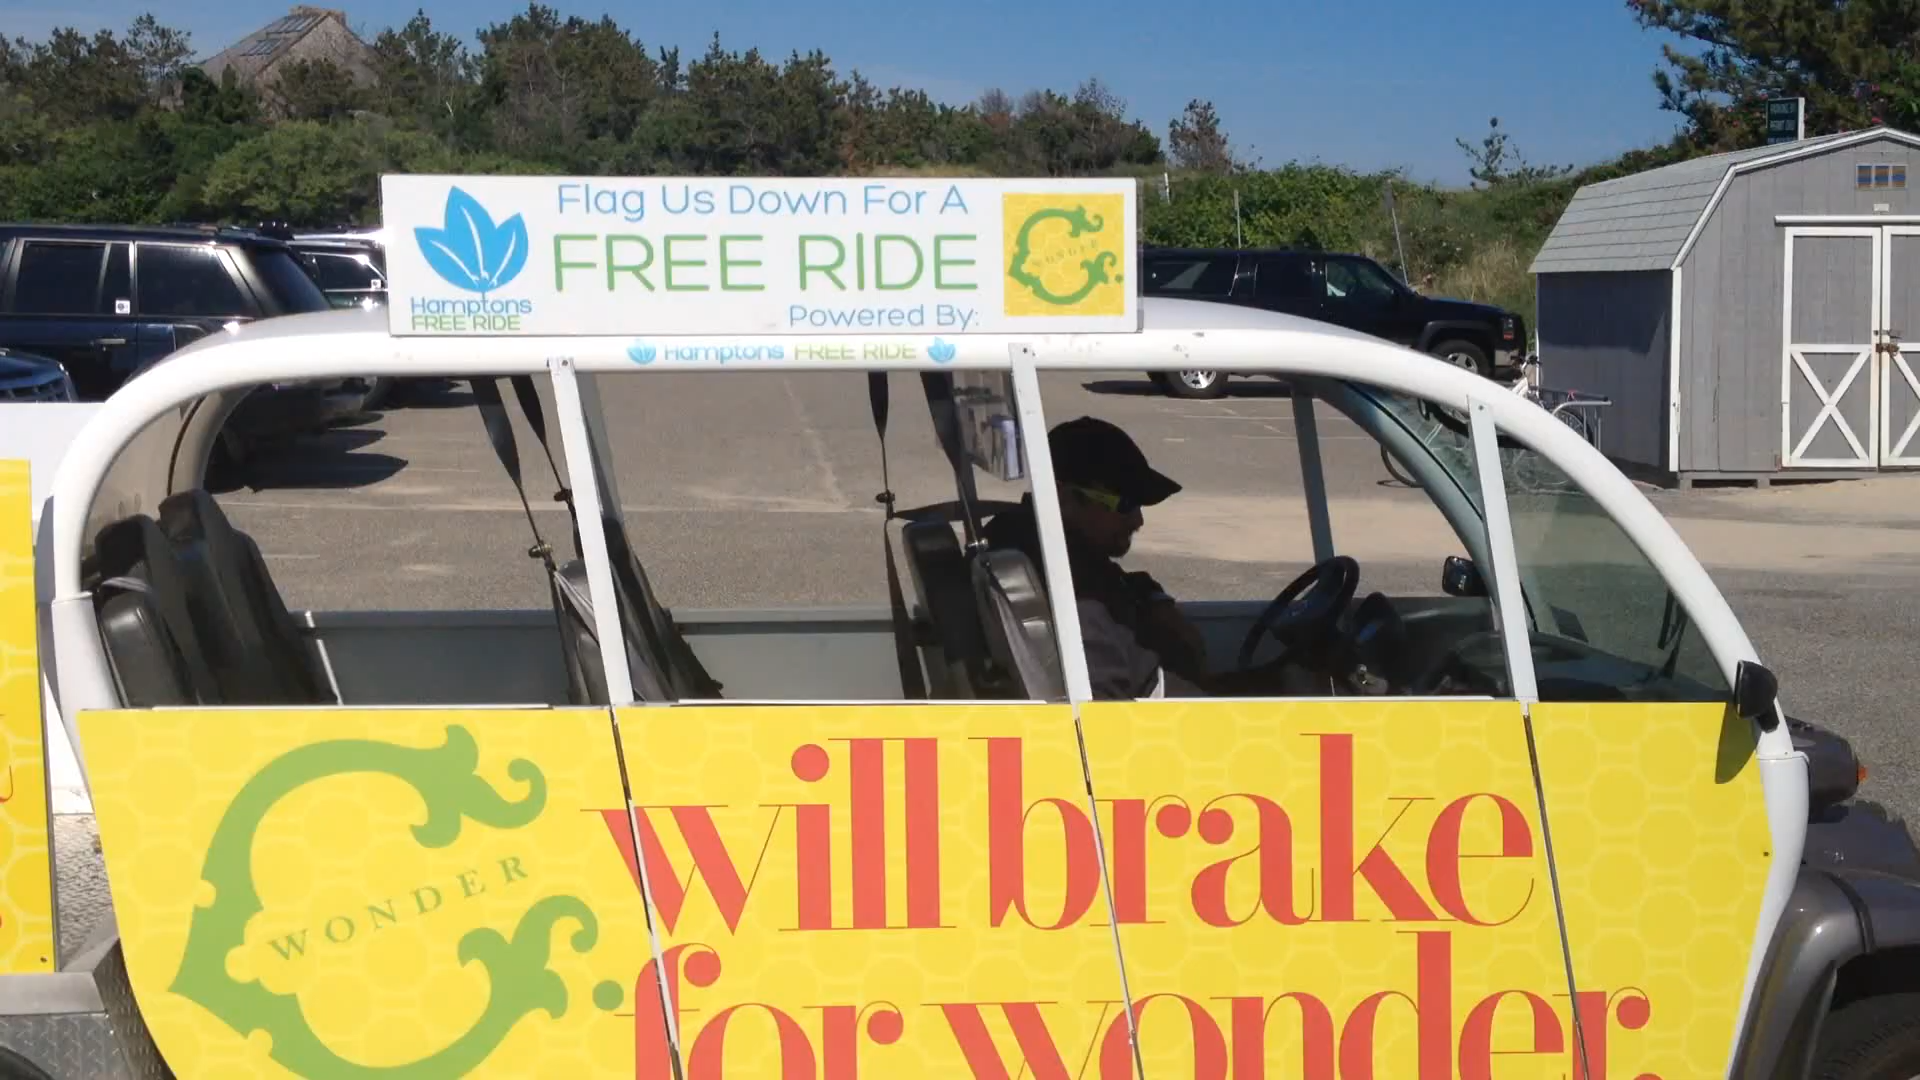 Flag Us Down For A
FREE RIDE
Powered By:
Hamptons
FREE RIDE
C. WONDER
Hamptons FREE RIDE
C. WONDER
will brake
for wonder.